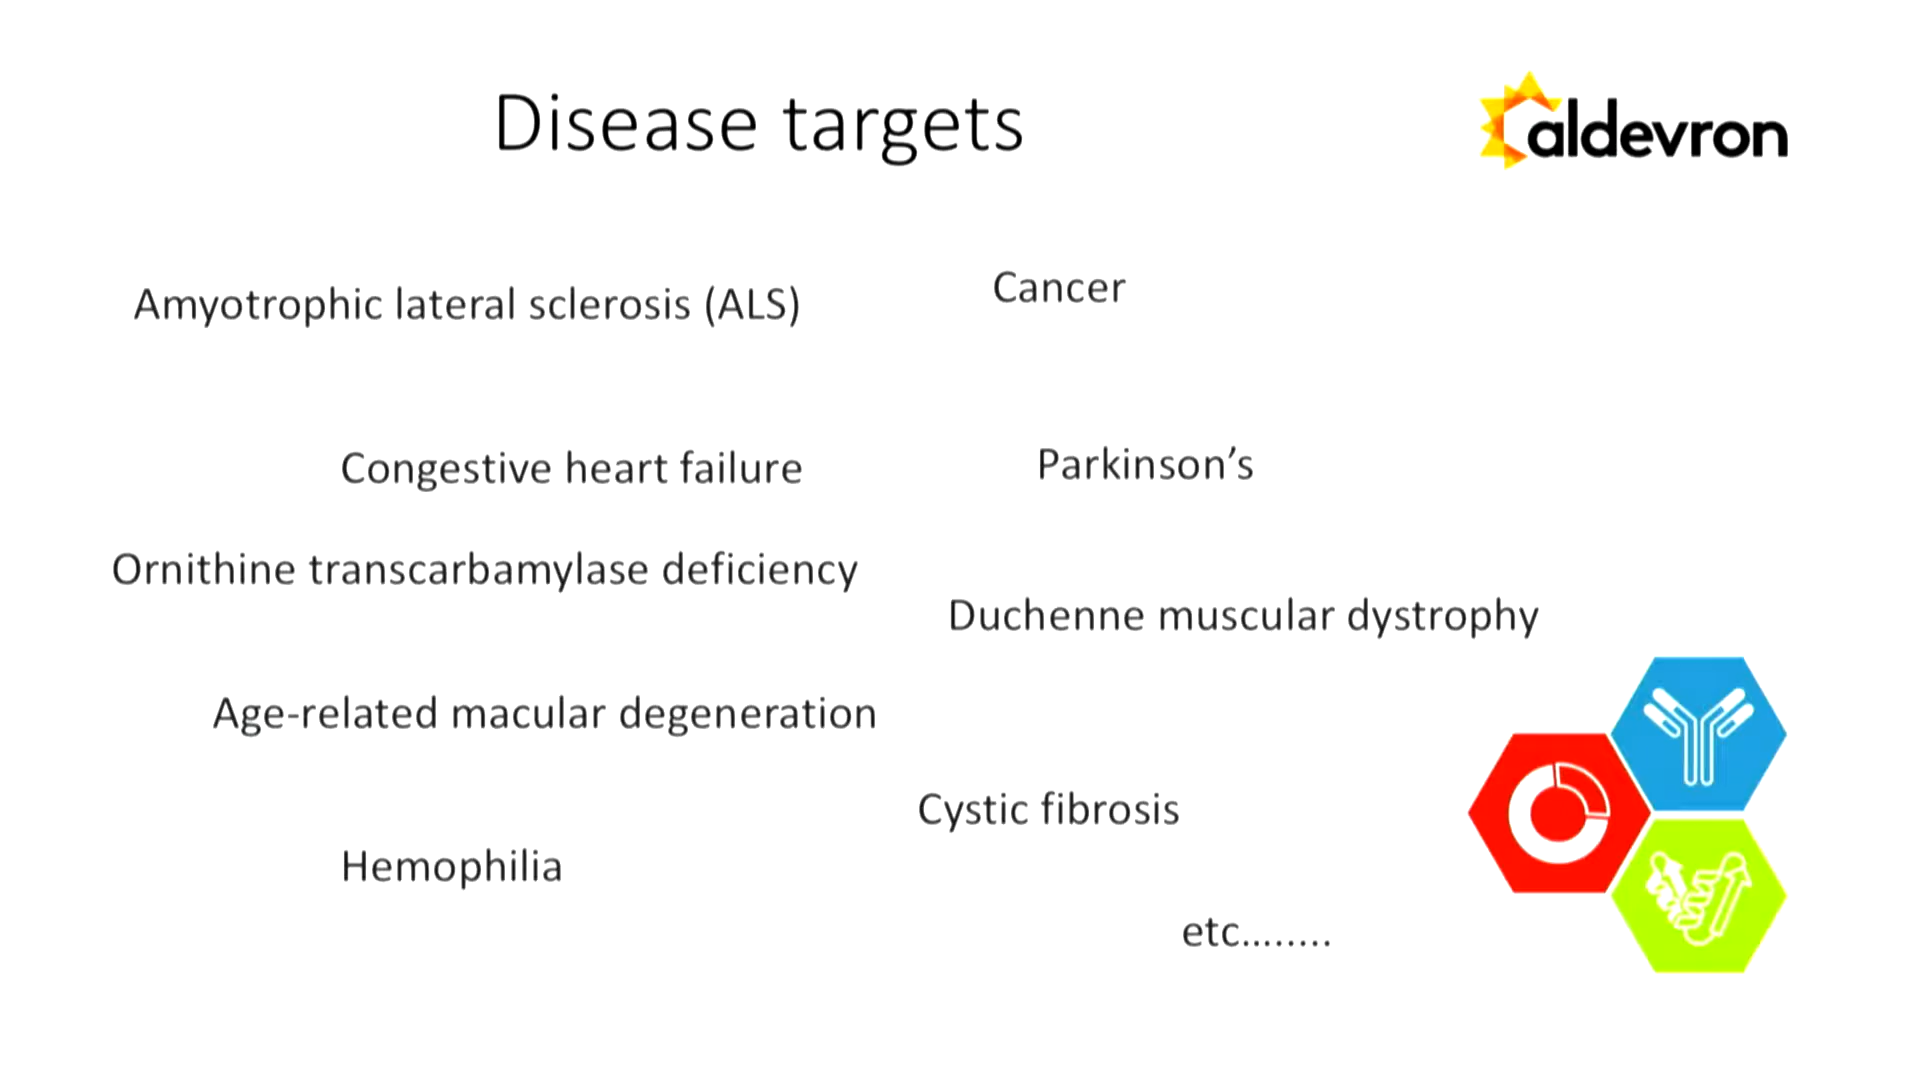 Disease targets
aldevron
Amyotrophic lateral sclerosis (ALS)
Cancer
Congestive heart failure
Parkinson’s
Ornithine transcarbamylase deficiency
Duchenne muscular dystrophy
Age-related macular degeneration
Cystic fibrosis
Hemophilia
etc........